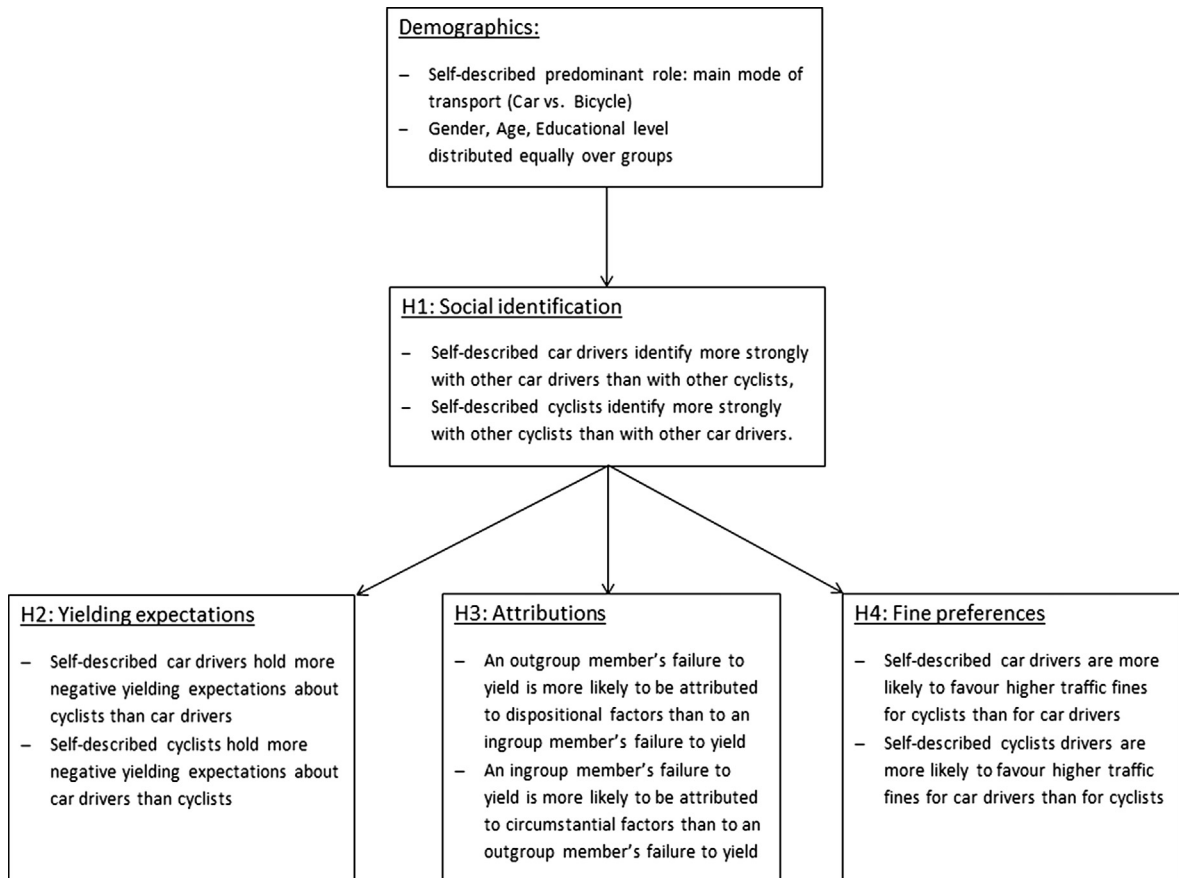 Demographics:
– Self-described predominant role: main mode of
transport (Car vs. Bicycle)
– Gender, Age, Educational level
distributed equally over groups
H1: Social identification
– Self-described car drivers identify more strongly
with other car drivers than with other cyclists,
– Self-described cyclists identify more strongly
with other cyclists than with other car drivers.
H2: Yielding expectations
– Self-described car drivers hold more
negative yielding expectations about
cyclists than car drivers
– Self-described cyclists hold more
negative yielding expectations about
car drivers than cyclists
H3: Attributions
– An outgroup member's failure to
yield is more likely to be attributed
to dispositional factors than to an
ingroup member's failure to yield
– An ingroup member's failure to
yield is more likely to be attributed
to circumstantial factors than to an
outgroup member's failure to yield
H4: Fine preferences
– Self-described car drivers are more
likely to favour higher traffic fines
for cyclists than for car drivers
– Self-described cyclists drivers are
more likely to favour higher traffic
fines for car drivers than for cyclists